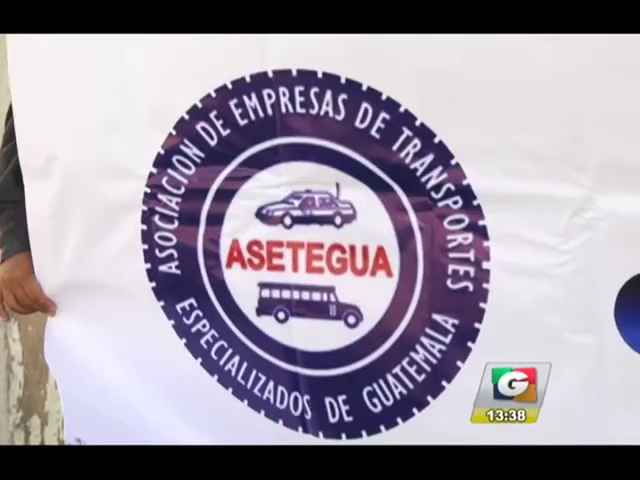 ASOCIACION DE EMPRESAS DE TRANSPORTES
ASETEGUA
ESPECIALIZADOS DE GUATEMALA
G
13:38